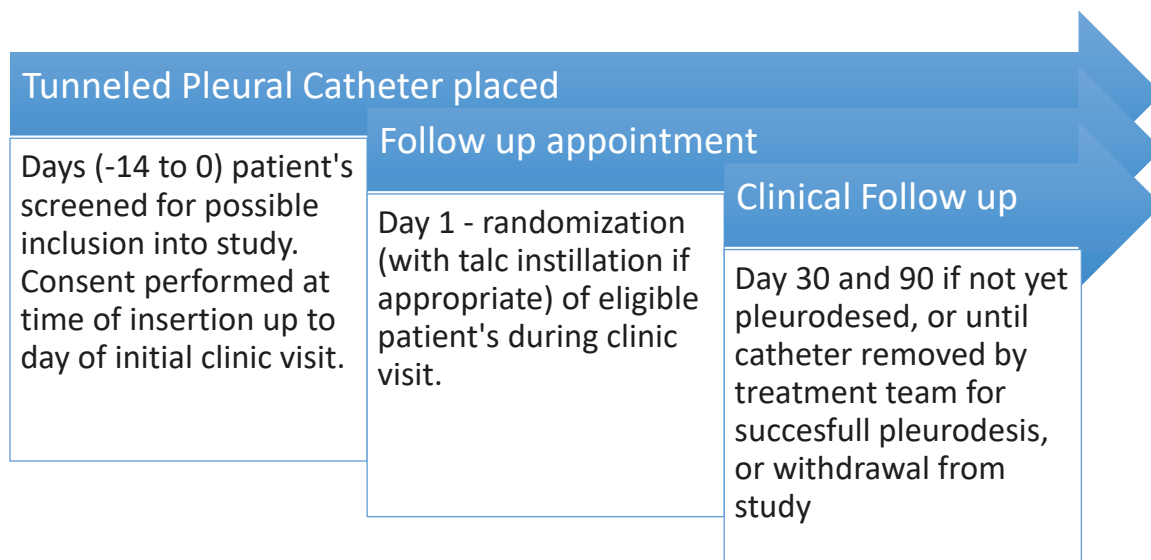 Tunneled Pleural Catheter placed
Days (-14 to 0) patient's
screened for possible
inclusion into study.
Consent performed at
time of insertion up to
day of initial clinic visit.
Follow up appointment
Day 1 - randomization
(with talc instillation if
appropriate) of eligible
patient's during clinic
visit.
Clinical Follow up
Day 30 and 90 if not yet
pleurodesed, or until
catheter removed by
treatment team for
succesfull pleurodesis,
or withdrawal from
study